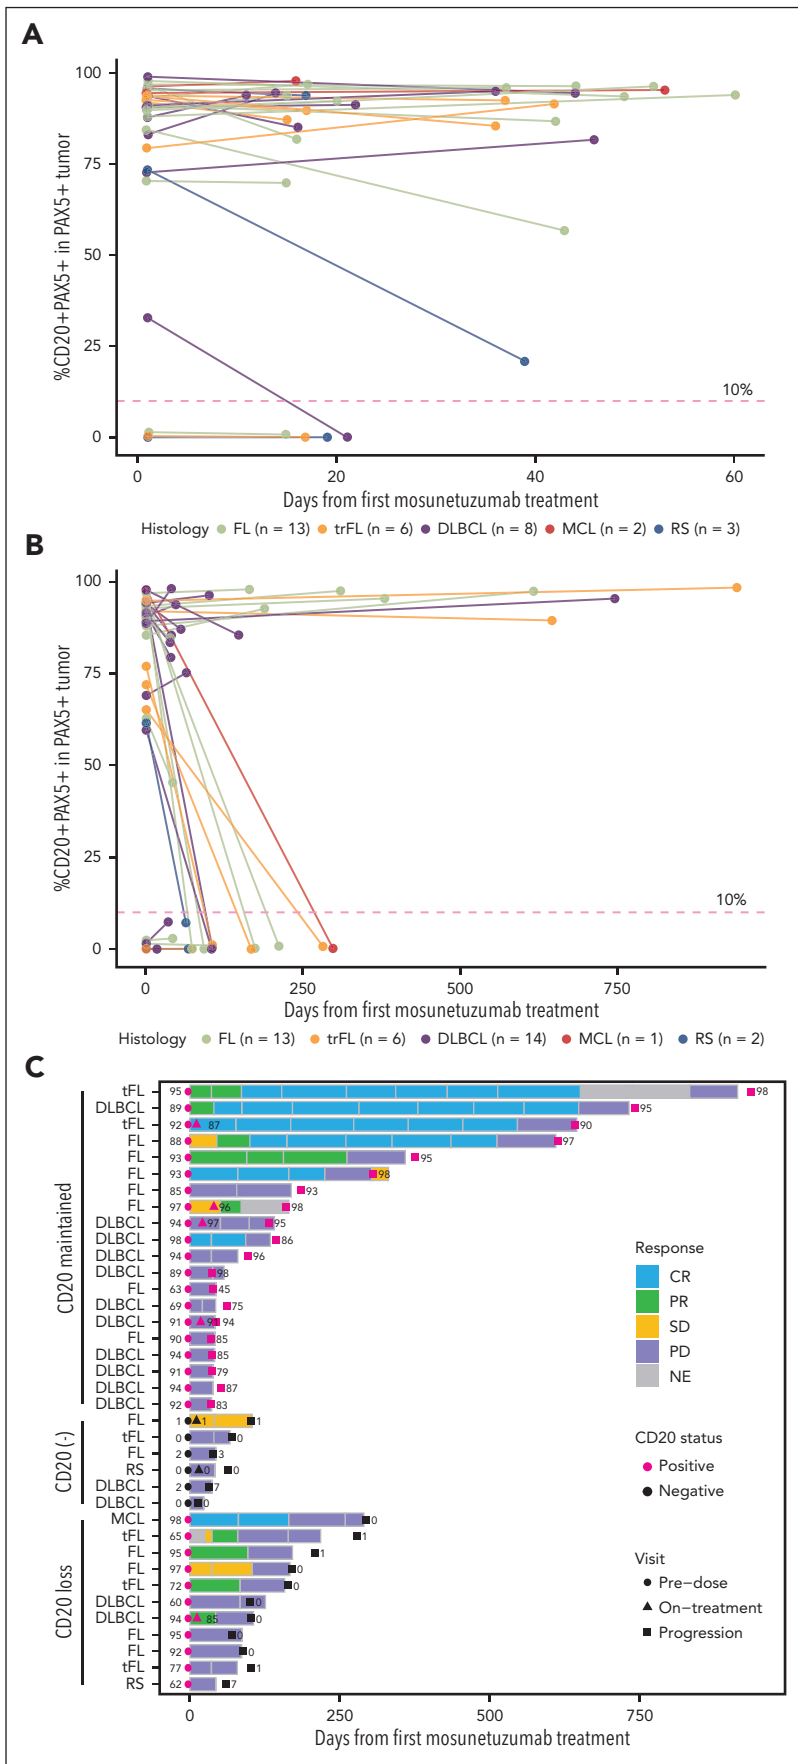 A
%CD20+PAX5+ in PAX5+ tumor
100
75
50
25
0
10%
0 20 40 60
Days from first mosunetuzumab treatment
Histology FL (n = 13) trFL (n = 6) DLBCL (n = 8) MCL (n = 2) RS (n = 3)
B
%CD20+PAX5+ in PAX5+ tumor
100
75
50
25
0
10%
0 250 500 750
Days from first mosunetuzumab treatment
Histology FL (n = 13) trFL (n = 6) DLBCL (n = 14) MCL (n = 1) RS (n = 2)
C
CD20 maintained
tFL 95 98
DLBCL 89 95
tFL 92 87 90
FL 88 97
FL 93 95
FL 93 98
FL 85 93
FL 97 96 98
DLBCL 94 97 95
DLBCL 98 86
DLBCL 94 96
DLBCL 89 98
FL 63 45
DLBCL 69 75
DLBCL 91 91 94
FL 90 85
DLBCL 94 85
DLBCL 91 79
DLBCL 94 87
DLBCL 92 83
CD20 (-)
FL 1 1 1
tFL 0 0
FL 2 3
RS 0 0 0
DLBCL 2 7
DLBCL 0 0
CD20 loss
MCL 98 0
tFL 65 1
FL 95 1
FL 97 0
tFL 72 0
DLBCL 60 0
DLBCL 94 85 0
FL 95 0
FL 92 0
tFL 77 1
RS 62 7
Response
CR
PR
SD
PD
NE
CD20 status
Positive
Negative
Visit
Pre−dose
On−treatment
Progression
0 250 500 750
Days from first mosunetuzumab treatment